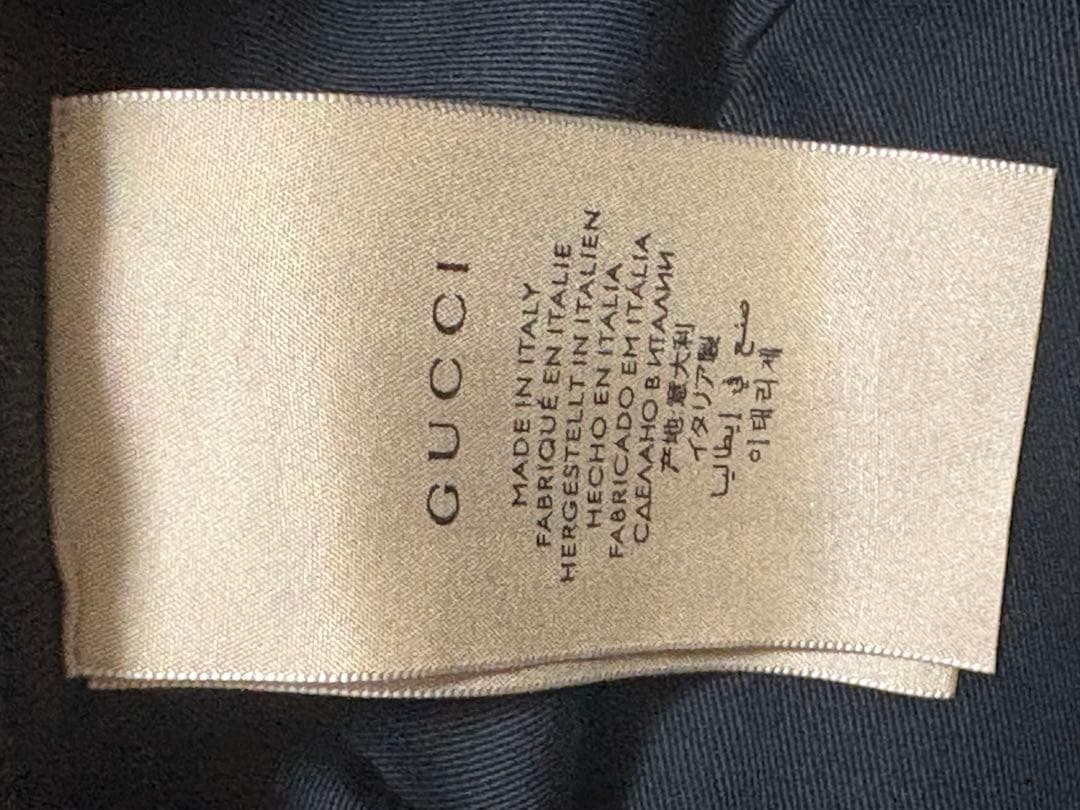 GUCCI
MADE IN ITALY
FABRIQUÉ EN ITALIE
HERGESTELLT IN ITALIEN
HECHO EN ITALIA
FABRICADO EM ITÁLIA
СДЕЛАНО В ИТАЛИИ
产地:意大利
イタリア製
صنع في إيطاليا
이태리제